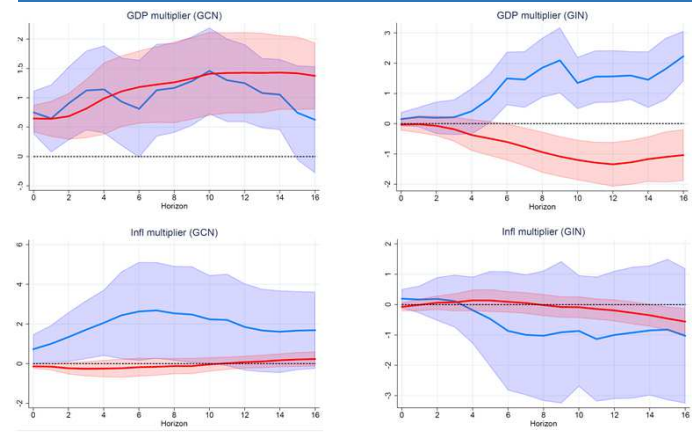 GDP multiplier (GCN)
2
1.5
1
.5
0
-.5
0 2 4 6 8 10 12 14 16
Horizon
GDP multiplier (GIN)
3
2
1
0
-1
-2
0 2 4 6 8 10 12 14 16
Horizon
Infl multiplier (GCN)
6
4
2
0
-2
0 2 4 6 8 10 12 14 16
Horizon
Infl multiplier (GIN)
2
1
0
-1
-2
-3
0 2 4 6 8 10 12 14 16
Horizon